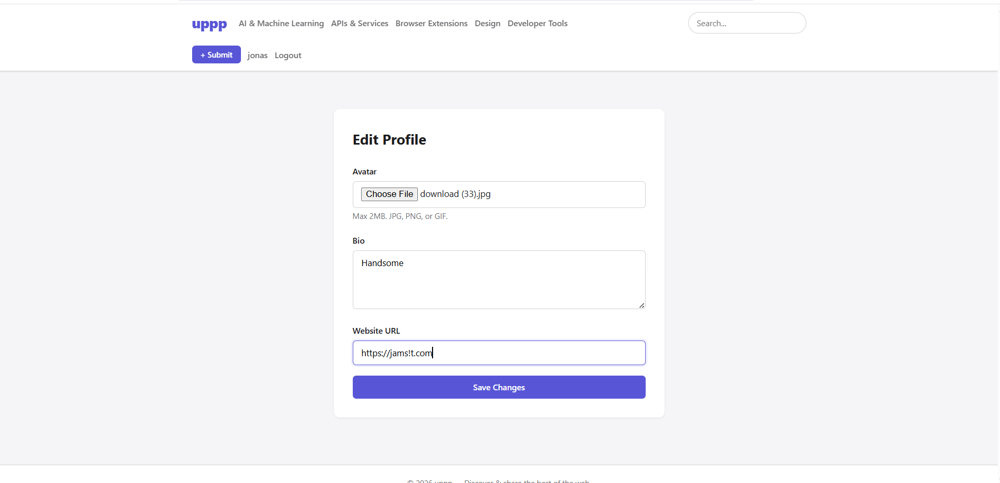 uppp AI & Machine Learning APIs & Services Browser Extensions Design Developer Tools Search...
+ Submit jonas Logout
Edit Profile
Avatar
Choose File download (33).jpg
Max 2MB. JPG, PNG, or GIF.
Bio
Handsome
Website URL
https://jams!t.com
Save Changes
© 2026 uppp — Discover & share the best of the web